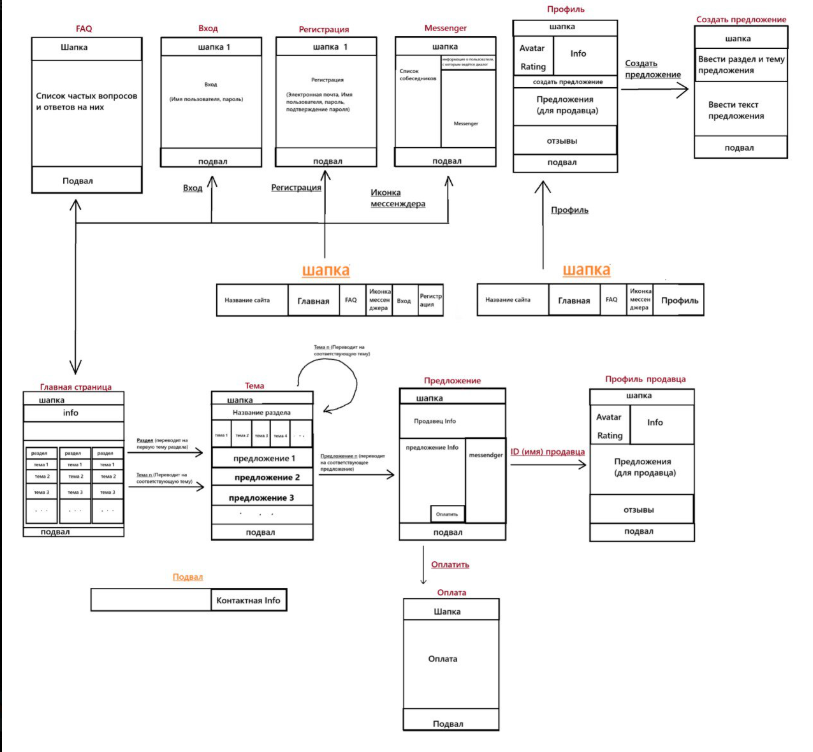 FAQ
Шапка
Список частых вопросов
и ответов на них
Подвал
Вход
шапка 1
Вход
(Имя пользователя, пароль)
подвал
Регистрация
шапка 1
Регистрация
(Электронная почта, Имя
пользователя, пароль,
подтверждение пароля)
подвал
Messenger
шапка
информация о пользователе,
с которым ведётся диалог
Список
собеседников
Messenger
подвал
Профиль
шапка
Avatar
Rating
Info
создать предложение
Предложения
(для продавца)
отзывы
подвал
Создать
предложение
Создать предложение
шапка
Ввести раздел и тему
предложения
Ввести текст
предложения
подвал
Вход
Регистрация
Иконка
мессенждера
Профиль
шапка
Название сайта
Главная
FAQ
Иконка
мессен
джера
Вход
Регистр
ация
шапка
Название сайта
Главная
FAQ
Иконка
мессен
джера
Профиль
Главная страница
шапка
info
раздел
раздел
раздел
тема 1
тема 1
тема 1
тема 2
тема 2
тема 2
тема 3
тема 3
тема 3
. . .
. . .
. . .
подвал
Раздел (переводит на
первую тему раздела)
Тема n (Переводит на
соответствующую тему)
Тема n (Переводит на
соответствующую тему)
Тема
шапка
Название раздела
тема 1
тема 2
тема 3
тема 4
. .
предложение 1
предложение 2
предложение 3
. . .
подвал
Предложение n (переводит
на соответствующее
предложение)
Предложение
шапка
Продавец Info
предложение Info
messendger
Оплатить
подвал
ID (имя) продавца
Профиль продавца
шапка
Avatar
Rating
Info
Предложения
(для продавца)
отзывы
подвал
Оплатить
Оплата
Шапка
Оплата
Подвал
Подвал
Контактная Info